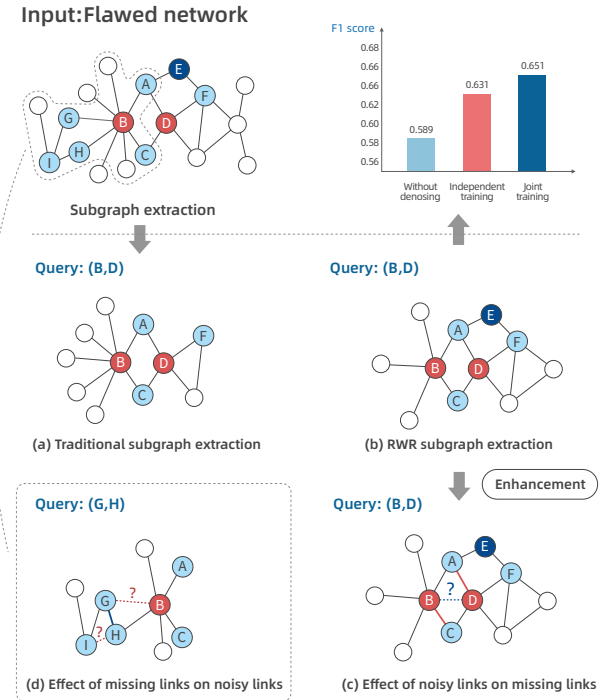 Input:Flawed network
E
A
F
G
B
D
H
C
I
Subgraph extraction
F1 score
0.68
0.66
0.64
0.62
0.60
0.58
0.56
0.589
0.631
0.651
Without
denosing
Independent
training
Joint
training
Query: (B,D)
A
F
B
D
C
(a) Traditional subgraph extraction
Query: (B,D)
E
A
F
B
D
C
(b) RWR subgraph extraction
Enhancement
Query: (G,H)
A
G
?
B
?
H
C
I
(d) Effect of missing links on noisy links
Query: (B,D)
E
A
F
?
B
D
C
(c) Effect of noisy links on missing links